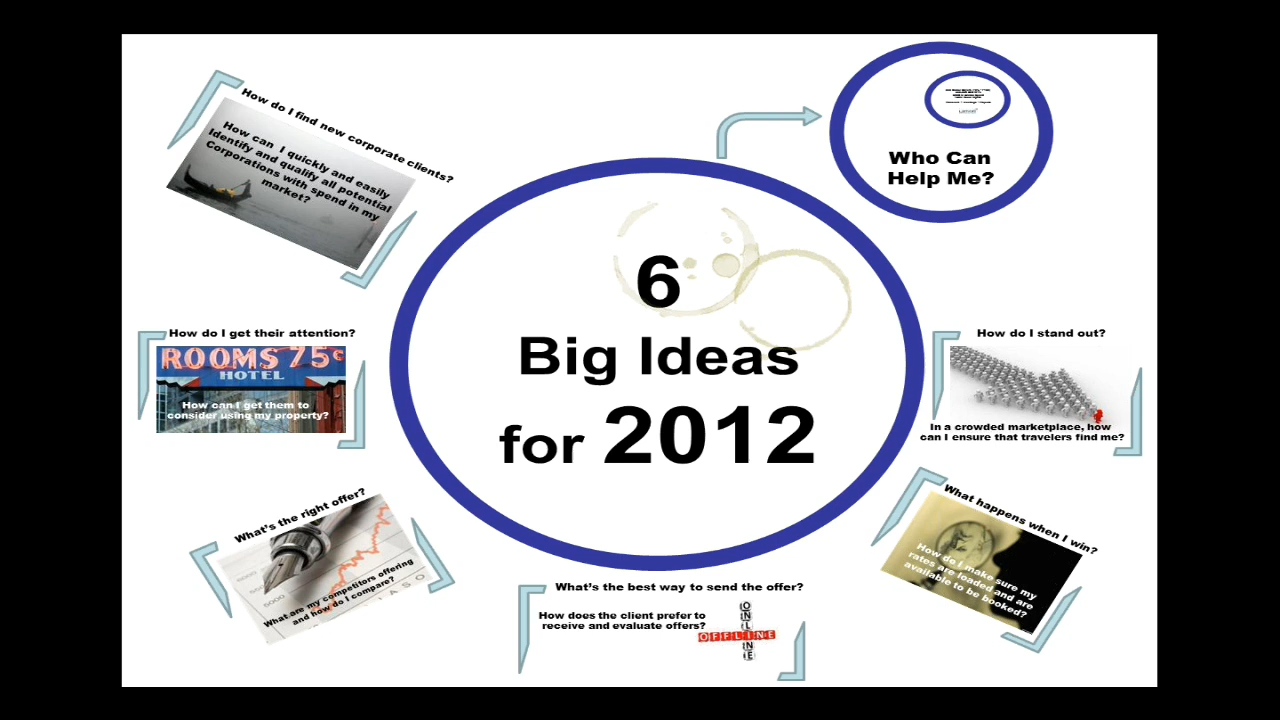 How do I find new corporate clients?
How can I quickly and easily
Identify and qualify all potential
Corporations with spend in my
market?
Who Can
Help Me?
6
Big Ideas
for 2012
How do I get their attention?
ROOMS 75c
HOTEL
How can I get them to
consider using my property?
How do I stand out?
In a crowded marketplace, how
can I ensure that travelers find me?
What's the right offer?
What are my competitors offering
and how do I compare?
What's the best way to send the offer?
How does the client prefer to
receive and evaluate offers?
ONLINE
OFFLINE
What happens when I win?
How do I make sure my
rates are loaded and are
available to be booked?